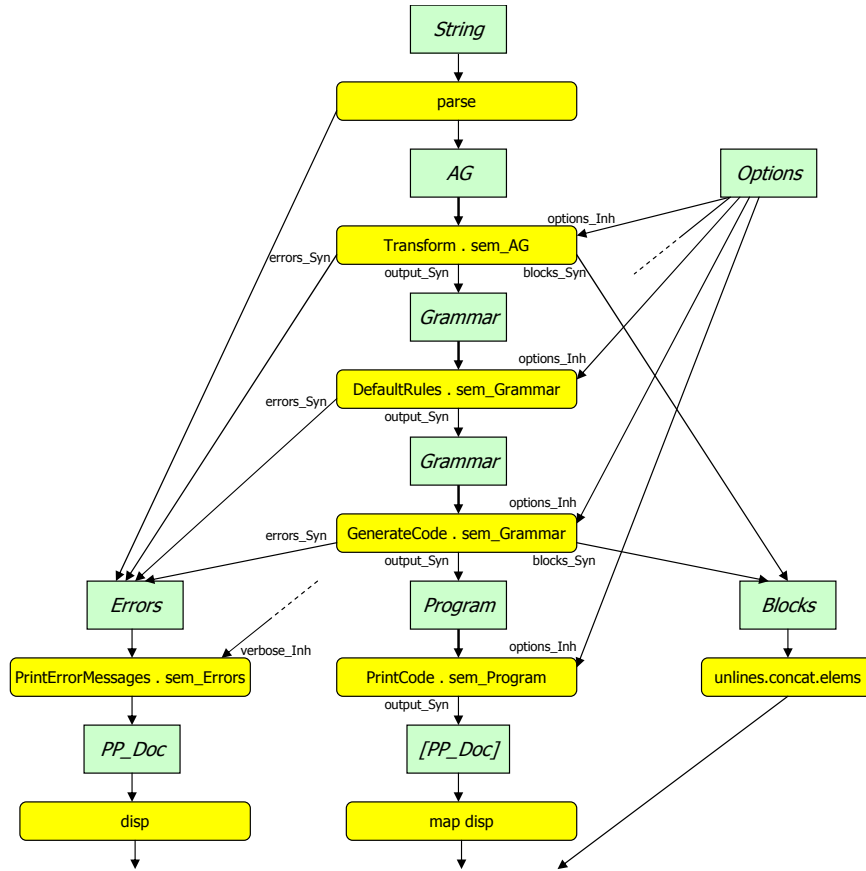 String
parse
AG
Options
options_Inh
Transform . sem_AG
errors_Syn
output_Syn
blocks_Syn
Grammar
options_Inh
DefaultRules . sem_Grammar
errors_Syn
output_Syn
Grammar
options_Inh
GenerateCode . sem_Grammar
errors_Syn
output_Syn
blocks_Syn
Errors
Program
Blocks
verbose_Inh
options_Inh
PrintErrorMessages . sem_Errors
PrintCode . sem_Program
unlines.concat.elems
output_Syn
PP_Doc
[PP_Doc]
disp
map disp